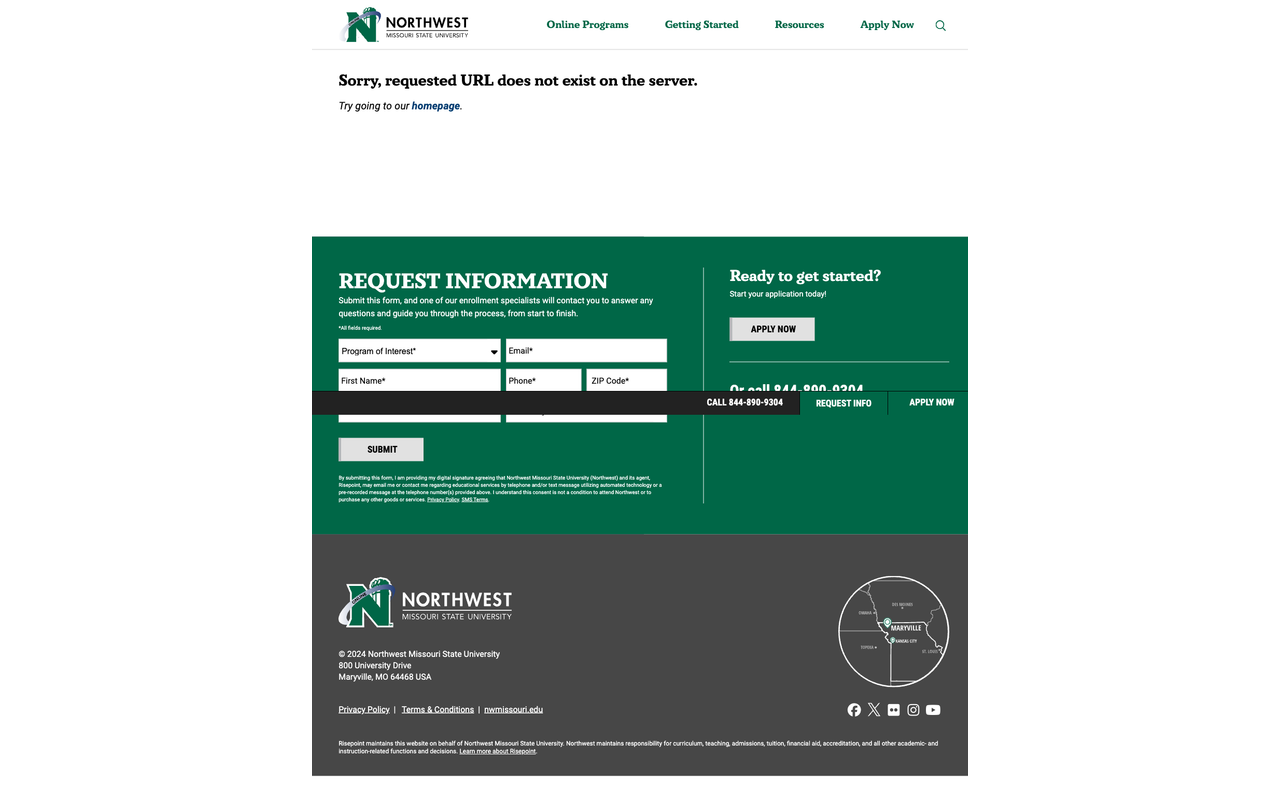 NORTHWEST
MISSOURI STATE UNIVERSITY
Online Programs
Getting Started
Resources
Apply Now
Sorry, requested URL does not exist on the server.
Try going to our homepage.
REQUEST INFORMATION
Submit this form, and one of our enrollment specialists will contact you to answer any
questions and guide you through the process, from start to finish.
*All fields required.
Program of Interest*
Email*
First Name*
Phone*
ZIP Code*
SUBMIT
By submitting this form, I am providing my digital signature agreeing that Northwest Missouri State University (Northwest) and its agent,
Risepoint, may email me or contact me regarding educational services by telephone and/or text message utilizing automated technology or a
pre-recorded message at the telephone number(s) provided above. I understand this consent is not a condition to attend Northwest or to
purchase any other goods or services. Privacy Policy. SMS Terms.
Ready to get started?
Start your application today!
APPLY NOW
Or call 844-890-9304
CALL 844-890-9304
REQUEST INFO
APPLY NOW
NORTHWEST
MISSOURI STATE UNIVERSITY
© 2024 Northwest Missouri State University
800 University Drive
Maryville, MO 64468 USA
DES MOINES
OMAHA
MARYVILLE
KANSAS CITY
TOPEKA
ST. LOUIS
Privacy Policy | Terms & Conditions | nwmissouri.edu
Risepoint maintains this website on behalf of Northwest Missouri State University. Northwest maintains responsibility for curriculum, teaching, admissions, tuition, financial aid, accreditation, and all other academic- and
instruction-related functions and decisions. Learn more about Risepoint.